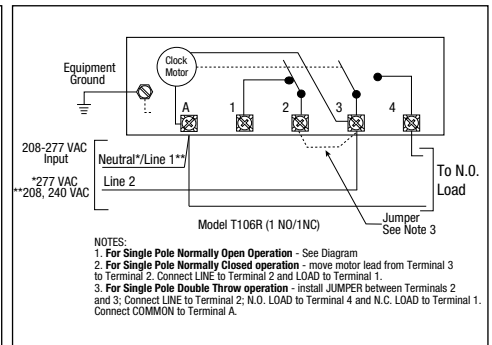 Equipment
Ground
Clock
Motor
A
1
2
3
4
208-277 VAC
Input
*277 VAC
**208, 240 VAC
Neutral*/Line 1**
Line 2
To N.O.
Load
Model T106R (1 NO/1NC)
Jumper
See Note 3
NOTES:
1. For Single Pole Normally Open Operation - See Diagram
2. For Single Pole Normally Closed operation - move motor lead from Terminal 3
to Terminal 2. Connect LINE to Terminal 2 and LOAD to Terminal 1.
3. For Single Pole Double Throw operation - install JUMPER between Terminals 2
and 3; Connect LINE to Terminal 2; N.O. LOAD to Terminal 4 and N.C. LOAD to Terminal 1.
Connect COMMON to Terminal A.